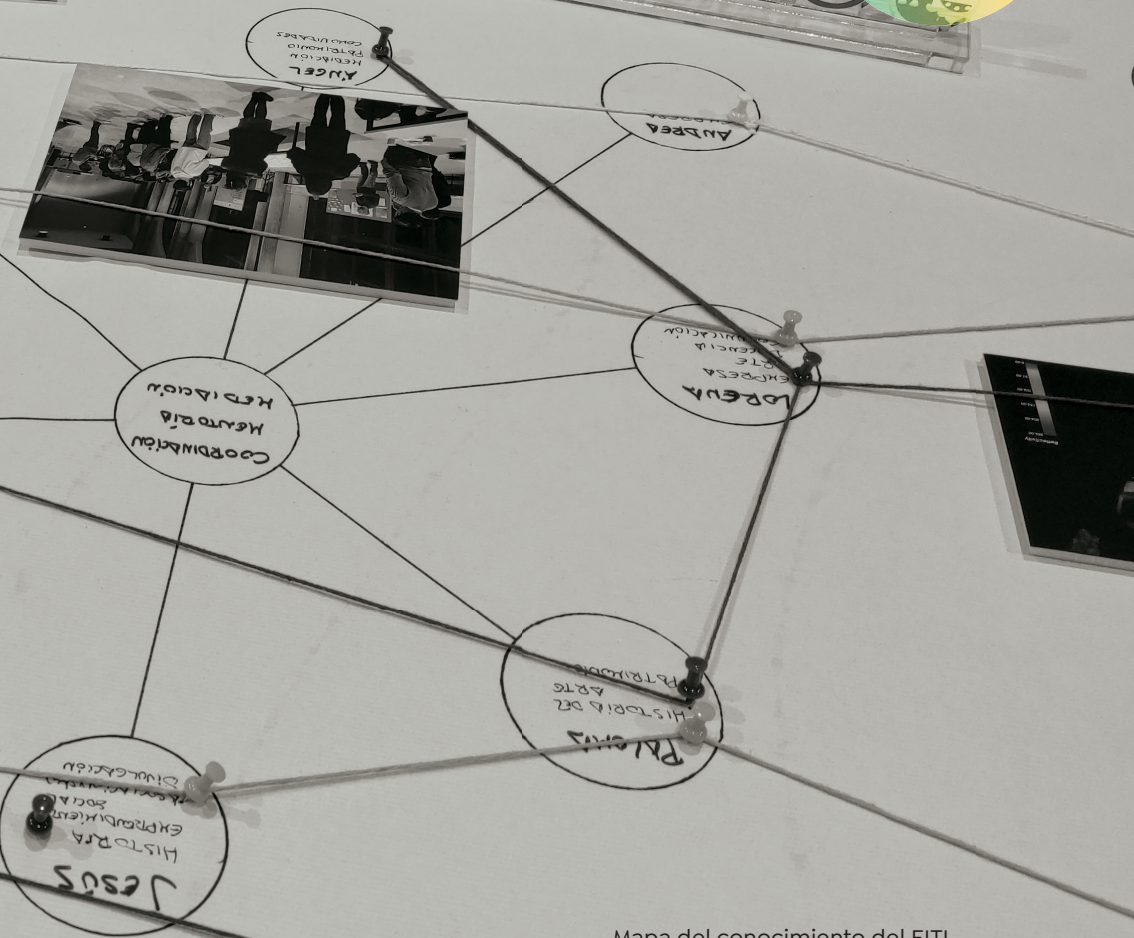 ÁNGEL
MEDIACIÓN
PATRIMONIO
COMUNIDADES
ANDREA
LORENA
EMPRESA
ARTE
COMUNICACIÓN
COORDINACIÓN
MENTORÍA
MEDIACIÓN
Reflectivity
PALOMA
HISTORIA DEL
ARTE
PATRIMONIO
JESÚS
HISTORIA
EMPRENDIMIENTO
SOCIAL
DIVULGACIÓN
Mapa del conocimiento del